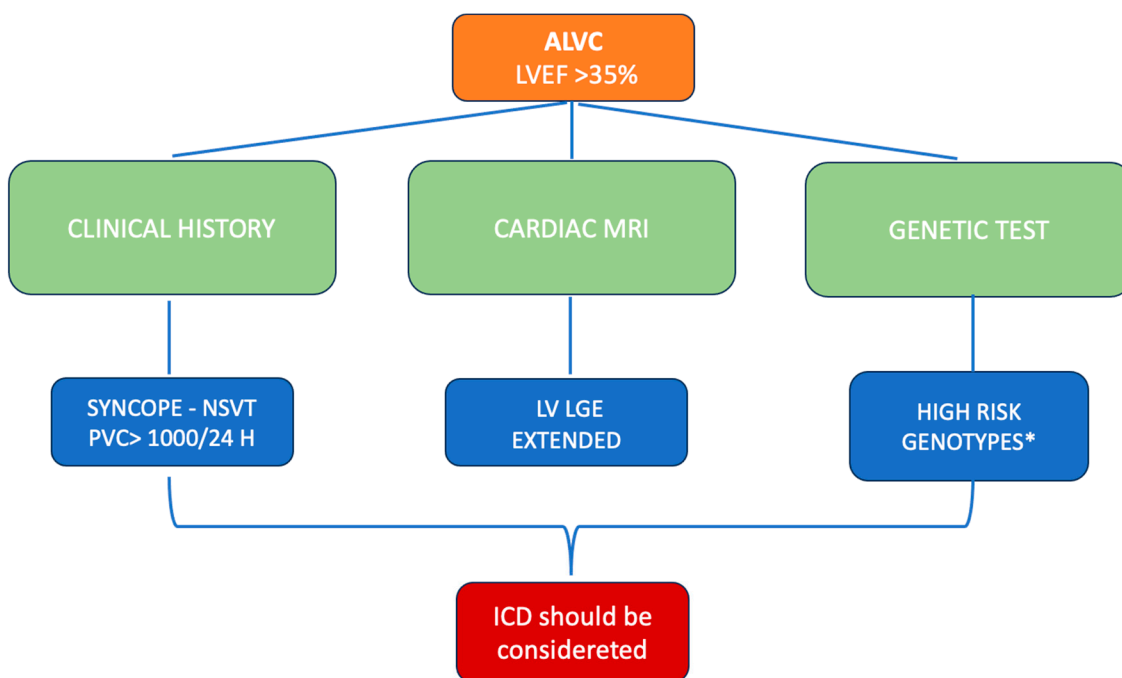 ALVC
LVEF >35%
CLINICAL HISTORY
CARDIAC MRI
GENETIC TEST
SYNCOPE - NSVT
PVC> 1000/24 H
LV LGE
EXTENDED
HIGH RISK
GENOTYPES*
ICD should be
considereted